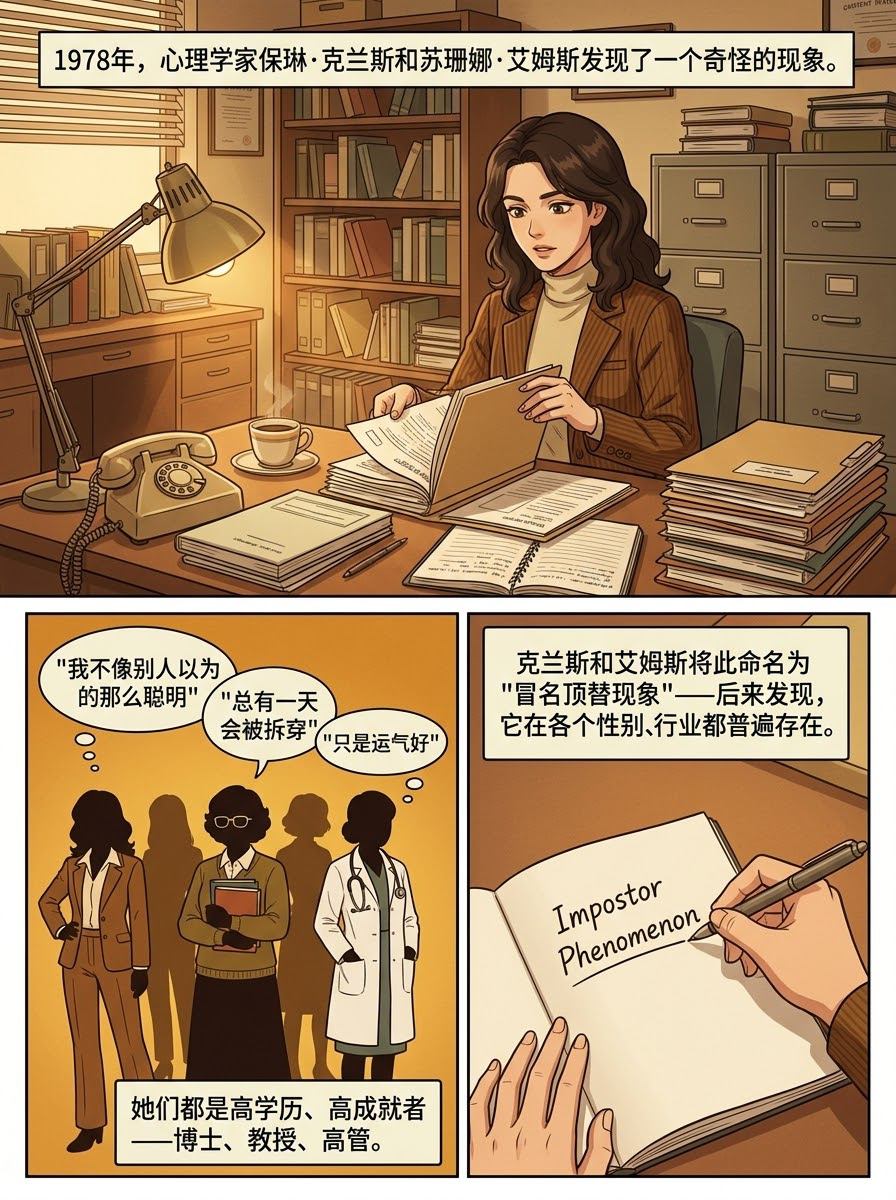 1978年，心理学家保琳·克兰斯和苏珊娜·艾姆斯发现了一个奇怪的现象。
"我不像别人以为
的那么聪明"
"总有一天
会被拆穿"
"只是运气好"
她们都是高学历、高成就者
——博士、教授、高管。
克兰斯和艾姆斯将此命名为
"冒名顶替现象"——后来发现，
它在各个性别、行业都普遍存在。
Impostor
Phenomenon